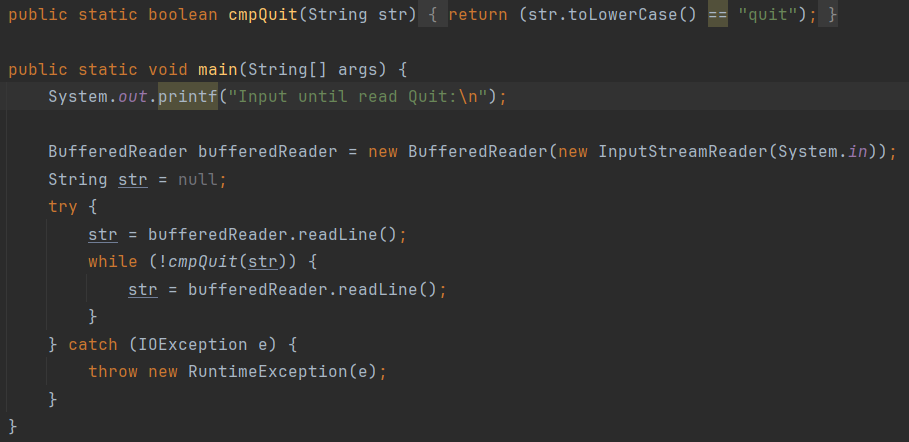 public static boolean cmpQuit(String str) { return (str.toLowerCase() == "quit"); }
public static void main(String[] args) {
System.out.printf("Input until read Quit:\n");
BufferedReader bufferedReader = new BufferedReader(new InputStreamReader(System.in));
String str = null;
try {
str = bufferedReader.readLine();
while (!cmpQuit(str)) {
str = bufferedReader.readLine();
}
} catch (IOException e) {
throw new RuntimeException(e);
}
}